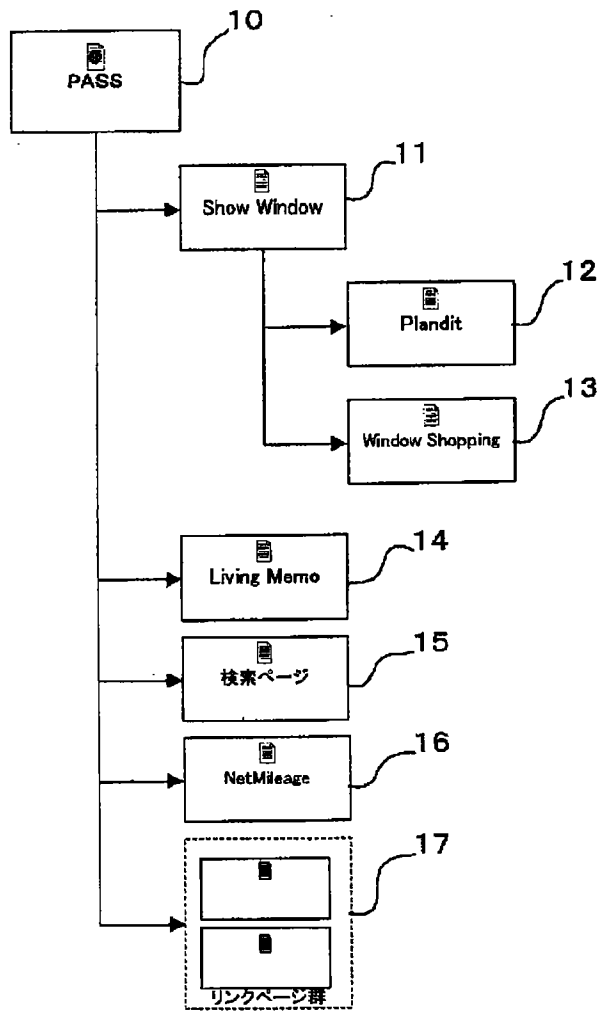 10
PASS
11
Show Window
12
Plandit
13
Window Shopping
14
Living Memo
15
検索ページ
16
NetMileage
17
リンクページ群